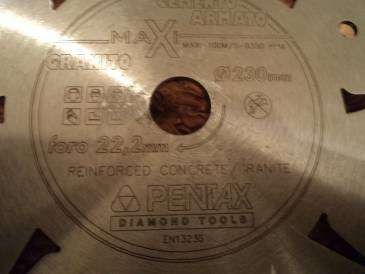 CEMENTO
ARMATO
MAXI
GRANITO
Ø230mm
foro 22,2mm
REINFORCED CONCRETE/GRANITE
PENTAX
DIAMOND TOOLS
EN13236